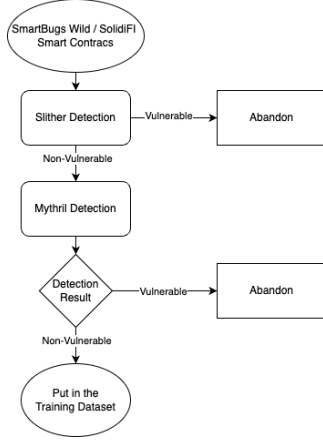 SmartBugs Wild / SolidiFI
Smart Contracs
Slither Detection
Vulnerable
Abandon
Non-Vulnerable
Mythril Detection
Detection
Result
Vulnerable
Abandon
Non-Vulnerable
Put in the
Training Dataset